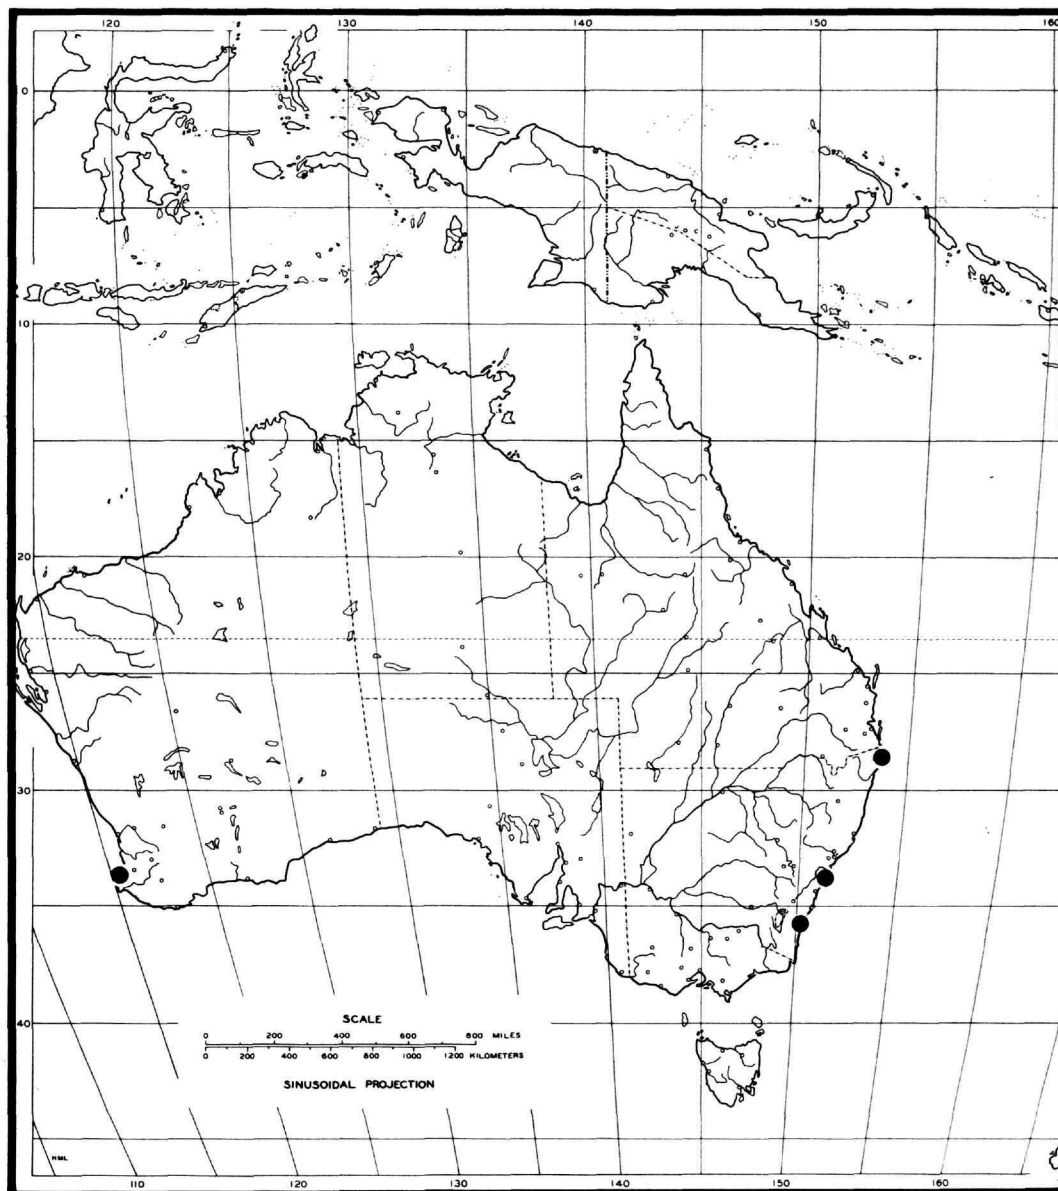 120 130 140 150 160
0
10
20
30
40
SCALE
0 200 400 600 800 MILES
0 200 400 600 800 1000 1200 KILOMETERS
SINUSOIDAL PROJECTION
HML
110 120 130 140 150 160